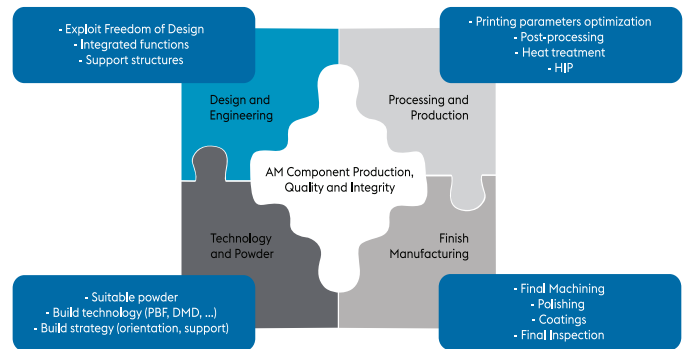 - Exploit Freedom of Design
- Integrated functions
- Support structures
- Printing parameters optimization
- Post-processing
- Heat treatment
- HIP
Design and
Engineering
Processing and
Production
AM Component Production,
Quality and Integrity
Technology
and Powder
Finish
Manufacturing
- Suitable powder
- Build technology (PBF, DMD, ...)
- Build strategy (orientation, support)
- Final Machining
- Polishing
- Coatings
- Final Inspection